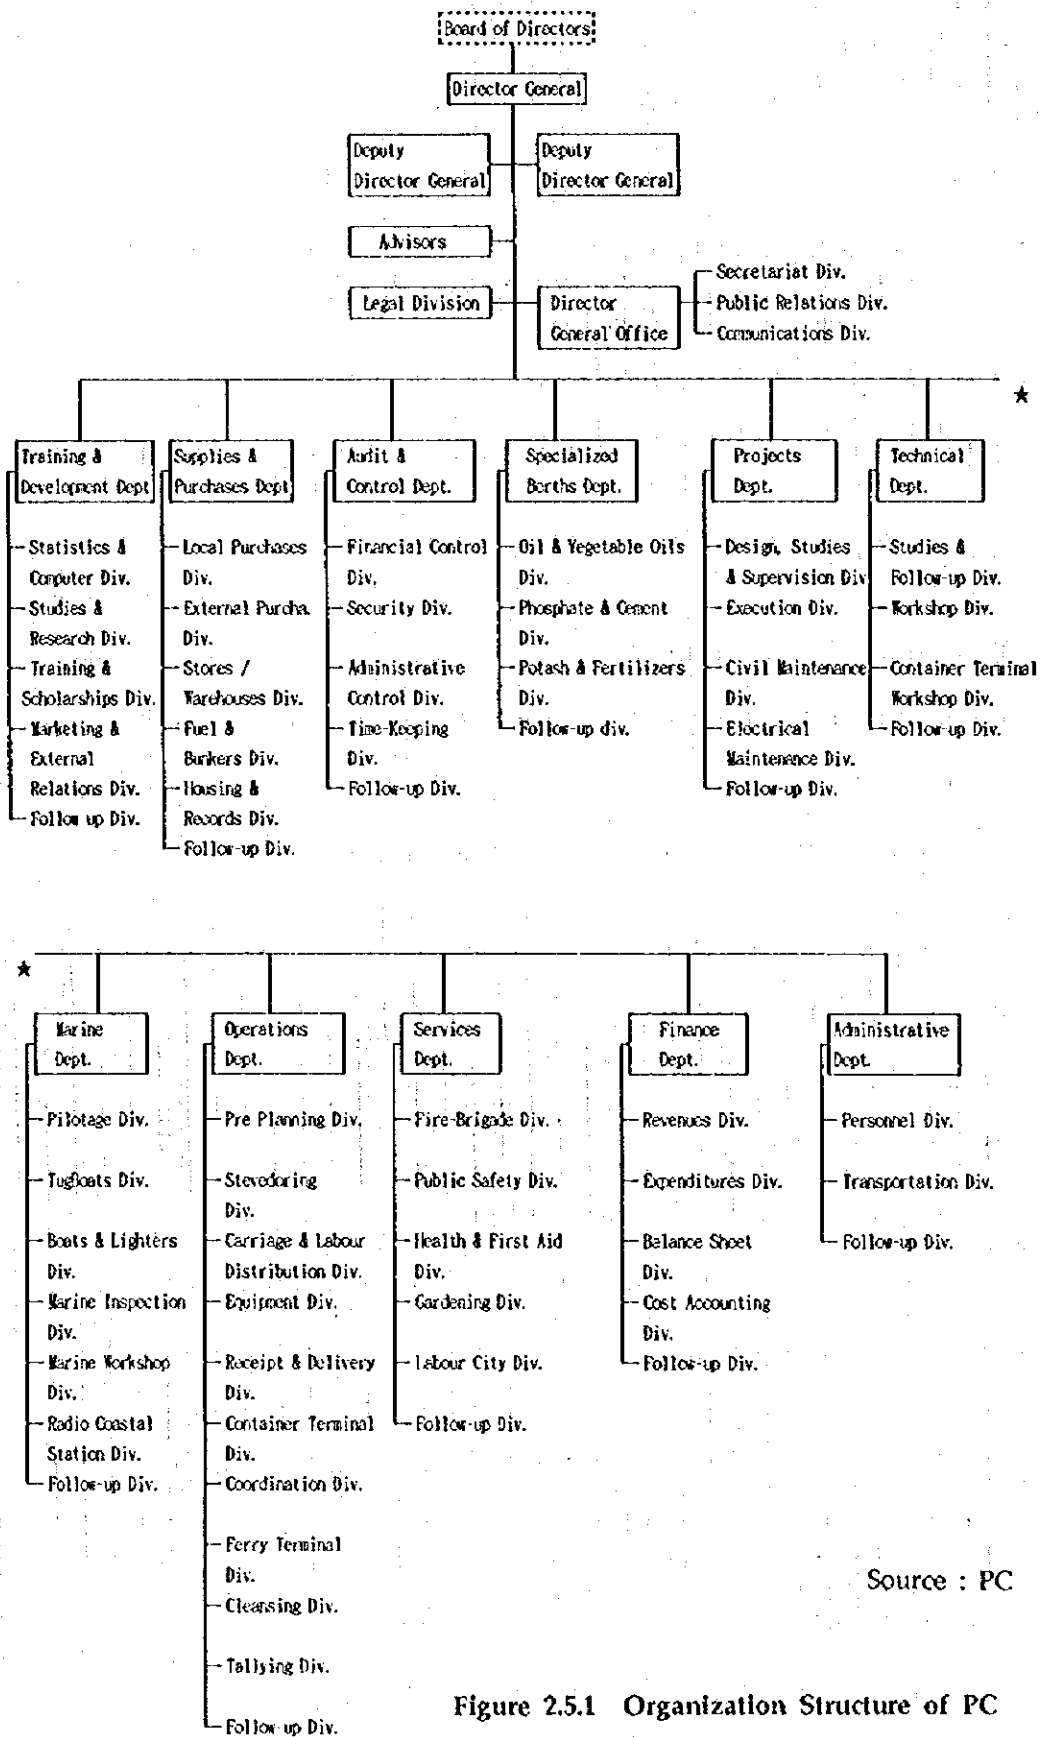 Board of Directors
Director General
Deputy
Director General
Deputy
Director General
Advisors
Legal Division
Director
General Office
Secretariat Div.
Public Relations Div.
Communications Div.
★
Training &
Development Dept
Statistics &
Computer Div.
Studies &
Research Div.
Training &
Scholarships Div.
Marketing &
External
Relations Div.
Follow up Div.
Supplies &
Purchases Dept
Local Purchases
Div.
External Purcha.
Div.
Stores /
Warehouses Div.
Fuel &
Bunkers Div.
Housing &
Records Div.
Follow-up Div.
Audit &
Control Dept.
Financial Control
Div.
Security Div.
Administrative
Control Div.
Time-Keeping
Div.
Follow-up Div.
Specialized
Berths Dept.
Oil & Vegetable Oils
Div.
Phosphate & Cement
Div.
Potash & Fertilizers
Div.
Follow-up div.
Projects
Dept.
Design, Studies
& Supervision Div
Execution Div.
Civil Maintenance
Div.
Electrical
Maintenance Div.
Follow-up Div.
Technical
Dept.
Studies &
Follow-up Div.
Workshop Div.
Container Terminal
Workshop Div.
Follow-up Div.
★
Marine
Dept.
Pilotage Div.
Tugboats Div.
Boats & Lighters
Div.
Marine Inspection
Div.
Marine Workshop
Div.
Radio Coastal
Station Div.
Follow-up Div.
Operations
Dept.
Pre Planning Div.
Stevedoring
Div.
Carriage & Labour
Distribution Div.
Equipment Div.
Receipt & Delivery
Div.
Container Terminal
Div.
Coordination Div.
Ferry Terminal
Div.
Cleansing Div.
Tallying Div.
Follow-up Div.
Services
Dept.
Fire-Brigade Div.
Public Safety Div.
Health & First Aid
Div.
Gardening Div.
Labour City Div.
Follow-up Div.
Finance
Dept.
Revenues Div.
Expenditures Div.
Balance Sheet
Div.
Cost Accounting
Div.
Follow-up Div.
Administrative
Dept.
Personnel Div.
Transportation Div.
Follow-up Div.
Source : PC
Figure 2.5.1 Organization Structure of PC